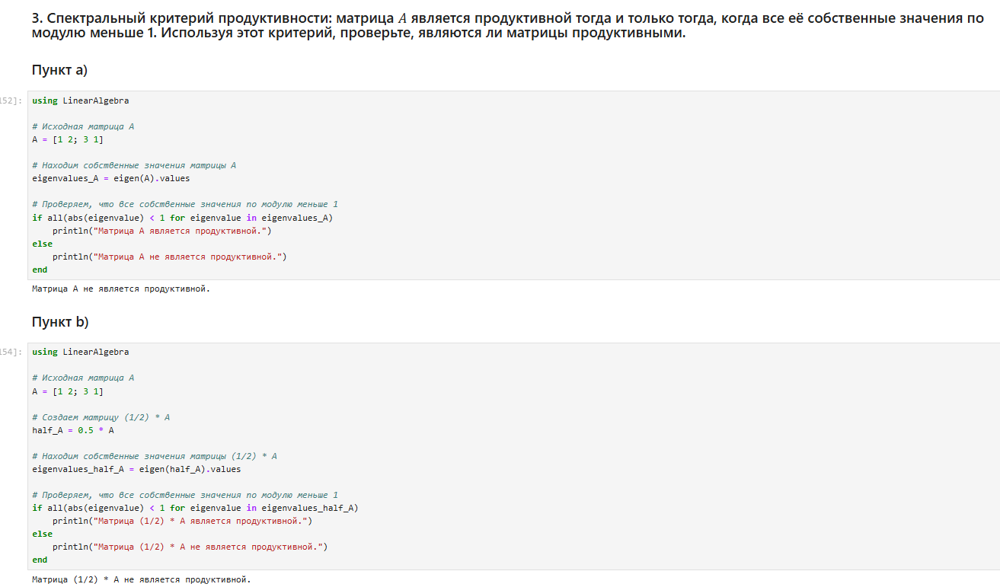 3. Спектральный критерий продуктивности: матрица A является продуктивной тогда и только тогда, когда все её собственные значения по
модулю меньше 1. Используя этот критерий, проверьте, являются ли матрицы продуктивными.
Пункт a)
152]:
using LinearAlgebra
# Исходная матрица A
A = [1 2; 3 1]
# Находим собственные значения матрицы A
eigenvalues_A = eigen(A).values
# Проверяем, что все собственные значения по модулю меньше 1
if all(abs(eigenvalue) < 1 for eigenvalue in eigenvalues_A)
    println("Матрица A является продуктивной.")
else
    println("Матрица A не является продуктивной.")
end
Матрица A не является продуктивной.
Пункт b)
154]:
using LinearAlgebra
# Исходная матрица A
A = [1 2; 3 1]
# Создаем матрицу (1/2) * A
half_A = 0.5 * A
# Находим собственные значения матрицы (1/2) * A
eigenvalues_half_A = eigen(half_A).values
# Проверяем, что все собственные значения по модулю меньше 1
if all(abs(eigenvalue) < 1 for eigenvalue in eigenvalues_half_A)
    println("Матрица (1/2) * A является продуктивной.")
else
    println("Матрица (1/2) * A не является продуктивной.")
end
Матрица (1/2) * A не является продуктивной.